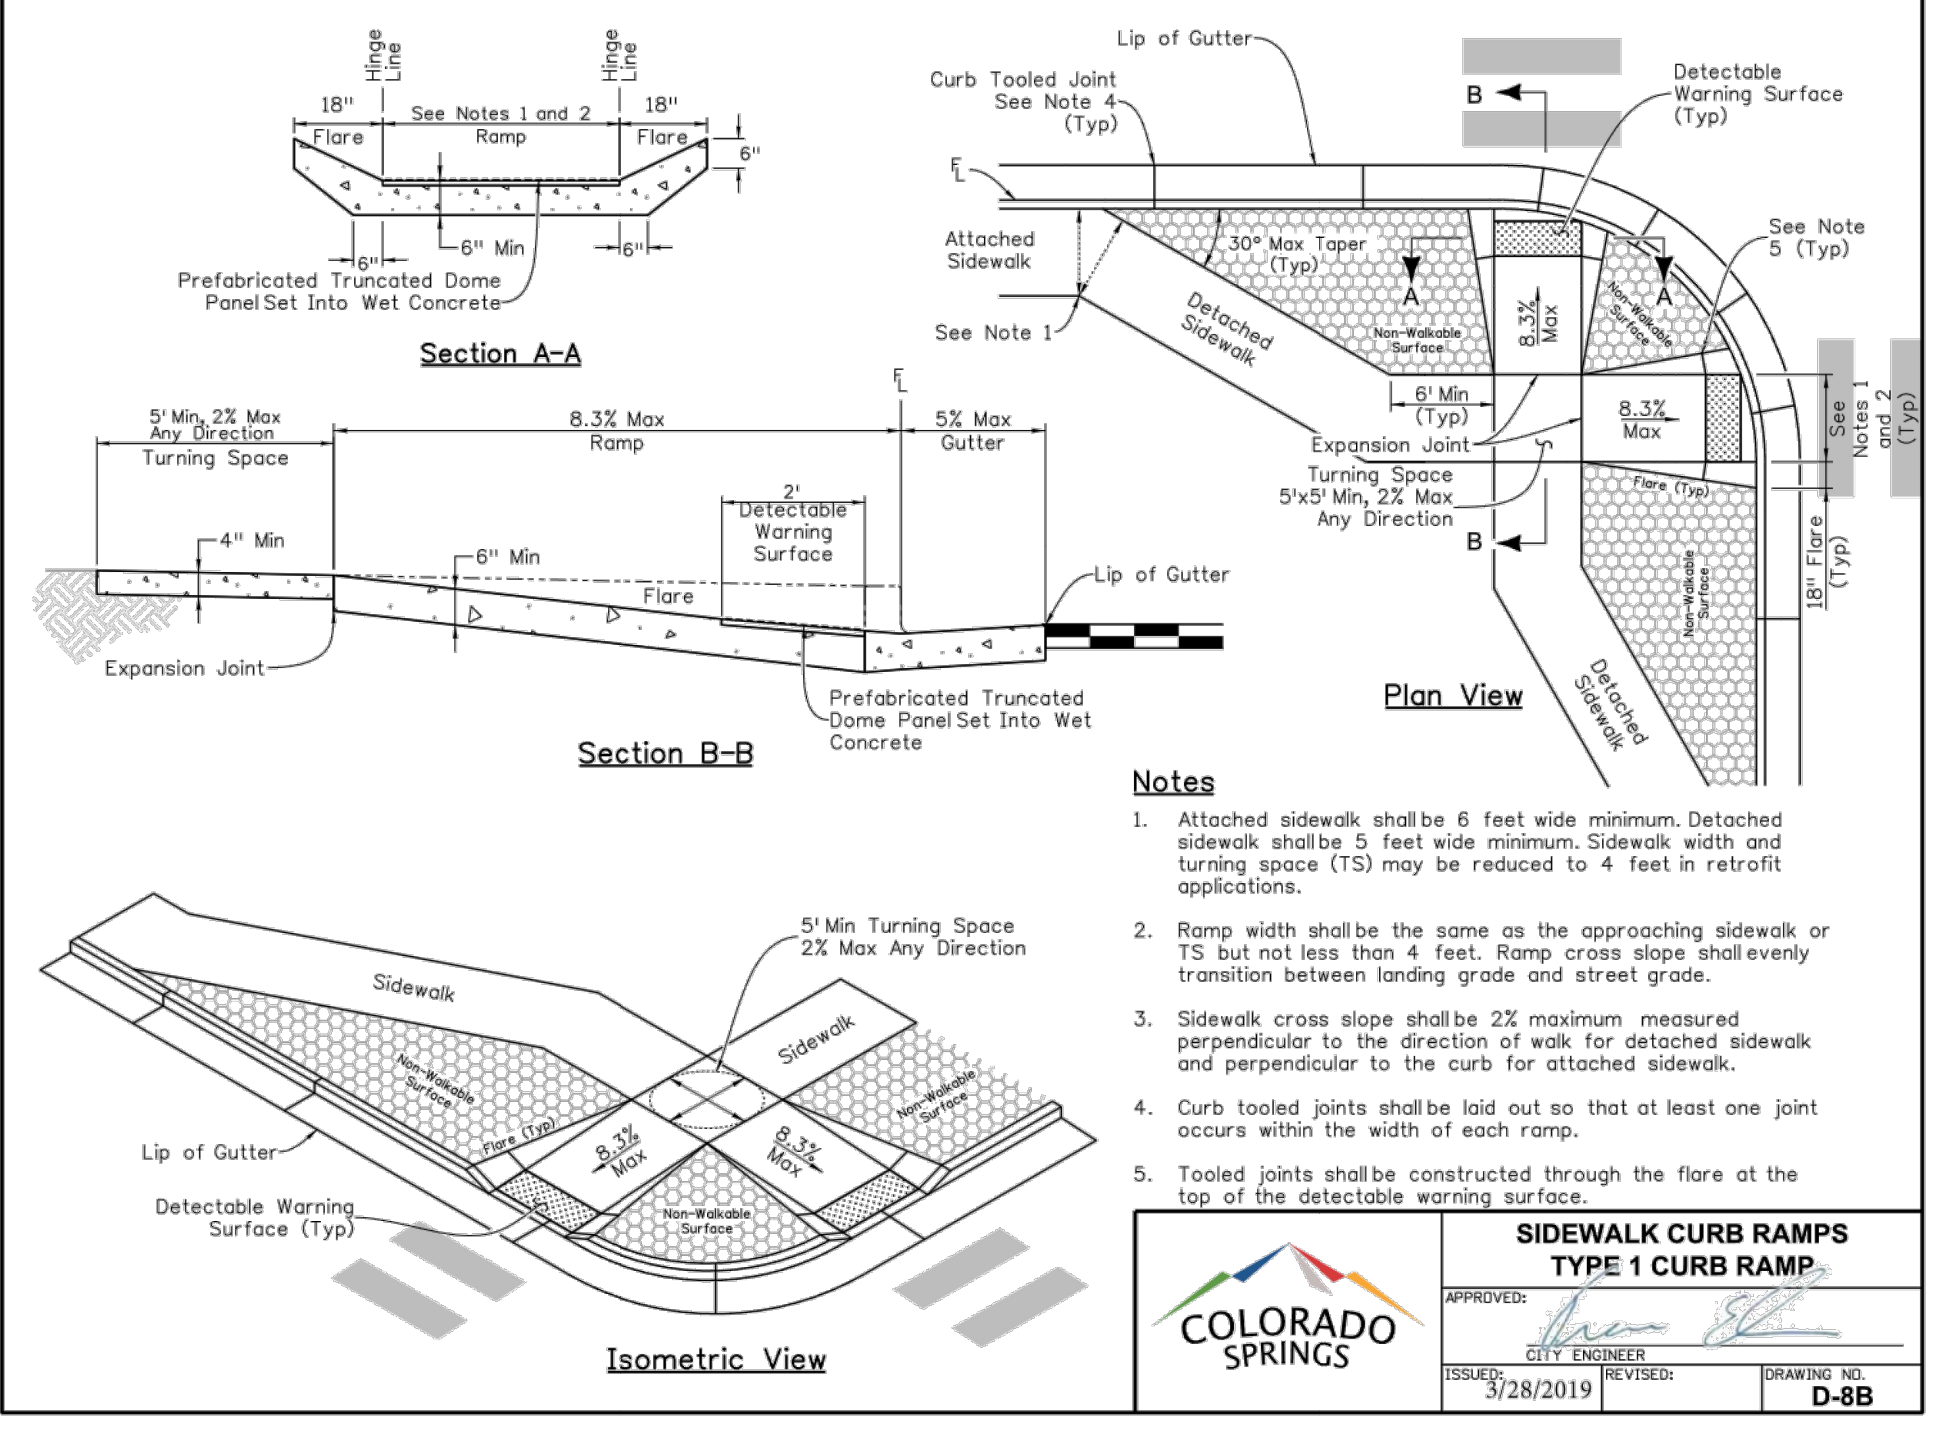 Hinge
Line
Hinge
Line
18"
See Notes 1 and 2
18"
Flare
Ramp
Flare
6"
6" Min
6"
6"
Prefabricated Truncated Dome
Panel Set Into Wet Concrete
Section A-A
5' Min, 2% Max
Any Direction
Turning Space
8.3% Max
Ramp
FL
5% Max
Gutter
2'
Detectable
Warning
Surface
4" Min
6" Min
Flare
Lip of Gutter
Expansion Joint
Prefabricated Truncated
Dome Panel Set Into Wet
Concrete
Section B-B
Lip of Gutter
Curb Tooled Joint
See Note 4
(Typ)
B
Detectable
Warning Surface
(Typ)
FL
Attached
Sidewalk
30° Max Taper
(Typ)
See Note
5 (Typ)
A
A
See Note 1
Detached
Sidewalk
Non-Walkable
Surface
8.3%
Max
Non-Walkable
Surface
6' Min
(Typ)
8.3%
Max
See
Notes 1
and 2
(Typ)
Expansion Joint
Turning Space
5'x5' Min, 2% Max
Any Direction
Flare (Typ)
B
18" Flare
(Typ)
Non-Walkable
Surface
Detached
Sidewalk
Plan View
5' Min Turning Space
2% Max Any Direction
Sidewalk
Sidewalk
Non-Walkable
Surface
Non-Walkable
Surface
Flare (Typ)
8.3%
Max
8.3%
Max
Lip of Gutter
Detectable Warning
Surface (Typ)
Non-Walkable
Surface
Isometric View
Notes
1. Attached sidewalk shall be 6 feet wide minimum. Detached
sidewalk shall be 5 feet wide minimum. Sidewalk width and
turning space (TS) may be reduced to 4 feet in retrofit
applications.
2. Ramp width shall be the same as the approaching sidewalk or
TS but not less than 4 feet. Ramp cross slope shall evenly
transition between landing grade and street grade.
3. Sidewalk cross slope shall be 2% maximum measured
perpendicular to the direction of walk for detached sidewalk
and perpendicular to the curb for attached sidewalk.
4. Curb tooled joints shall be laid out so that at least one joint
occurs within the width of each ramp.
5. Tooled joints shall be constructed through the flare at the
top of the detectable warning surface.
COLORADO
SPRINGS
SIDEWALK CURB RAMPS
TYPE 1 CURB RAMP
APPROVED:
CITY ENGINEER
ISSUED:
3/28/2019
REVISED:
DRAWING NO.
D-8B